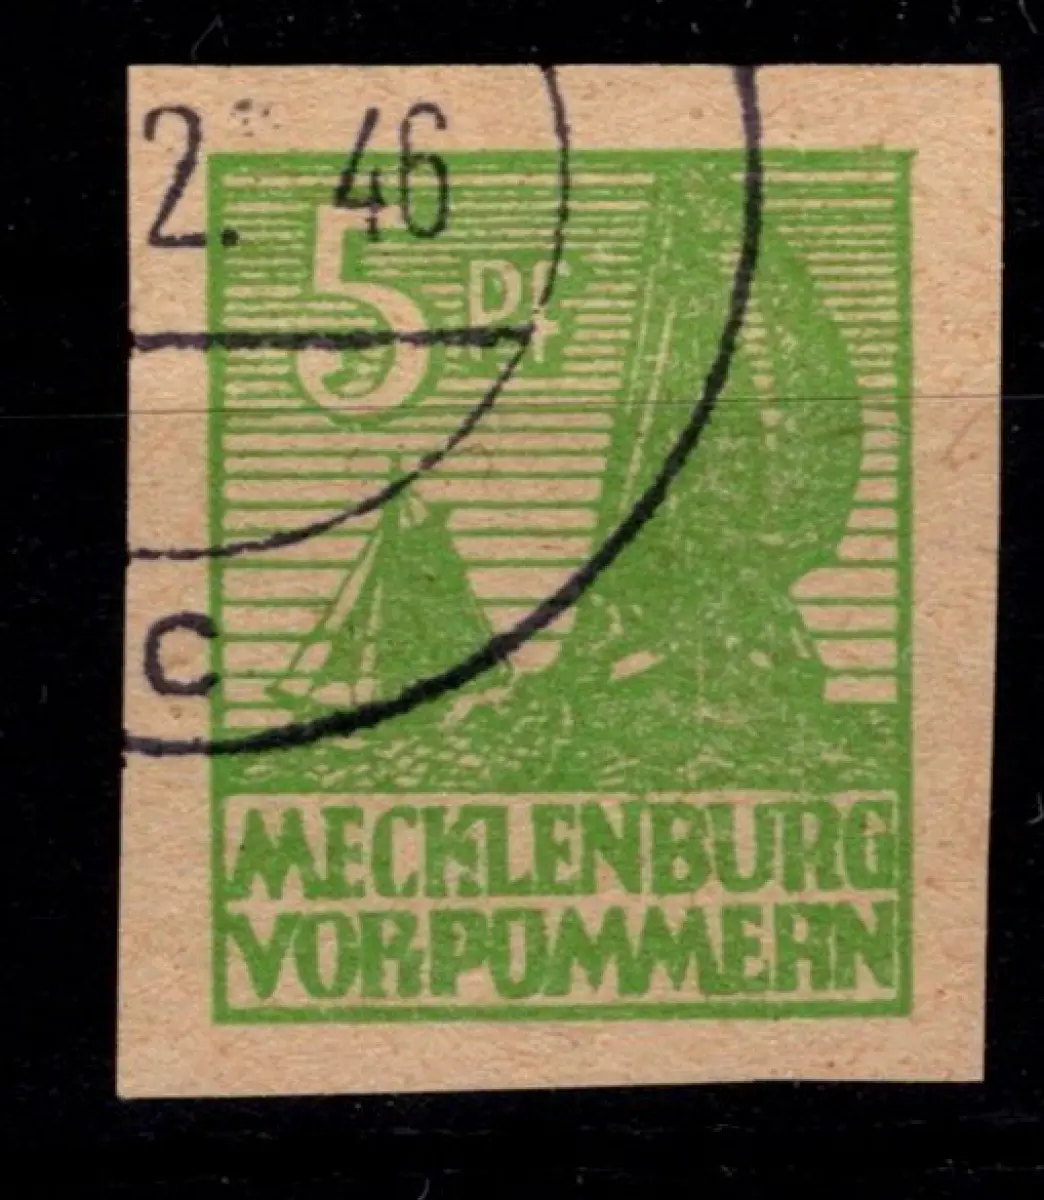 2. 46
5 Pf
C
MECKLENBURG
VORPOMMERN